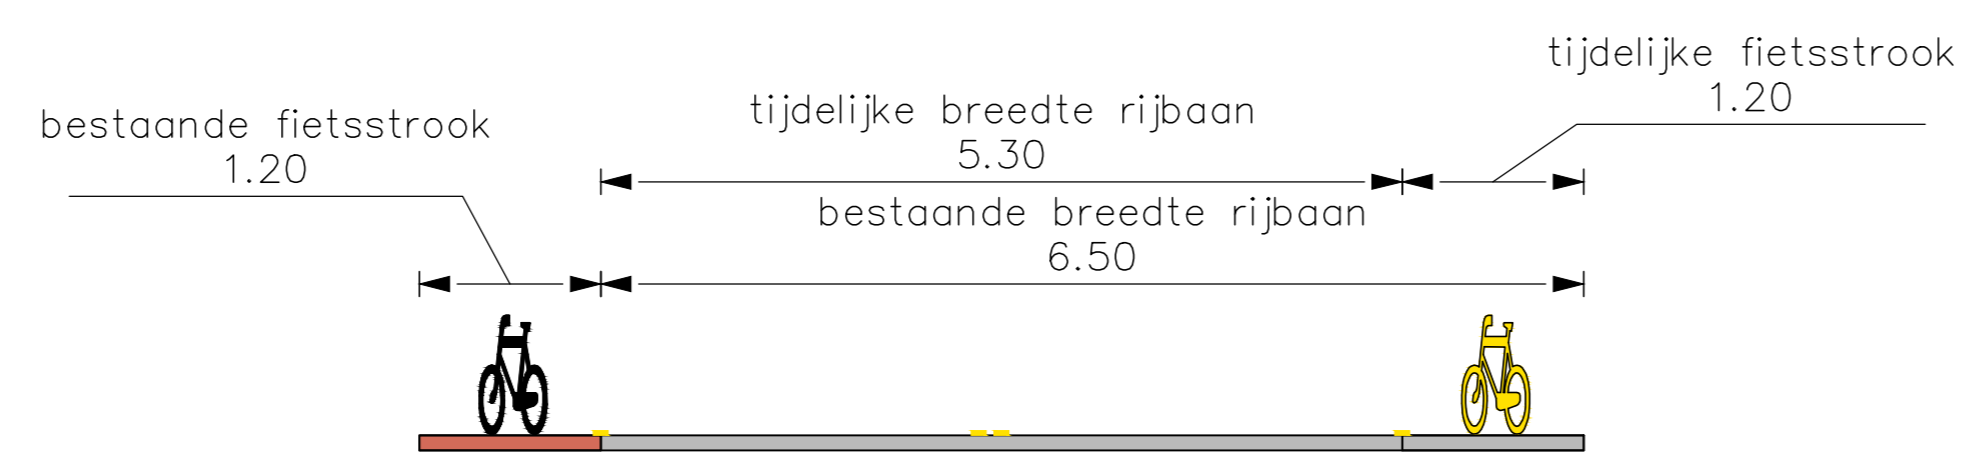 bestaande fietsstrook
1.20
tijdelijke breedte rijbaan
5.30
bestaande breedte rijbaan
6.50
tijdelijke fietsstrook
1.20